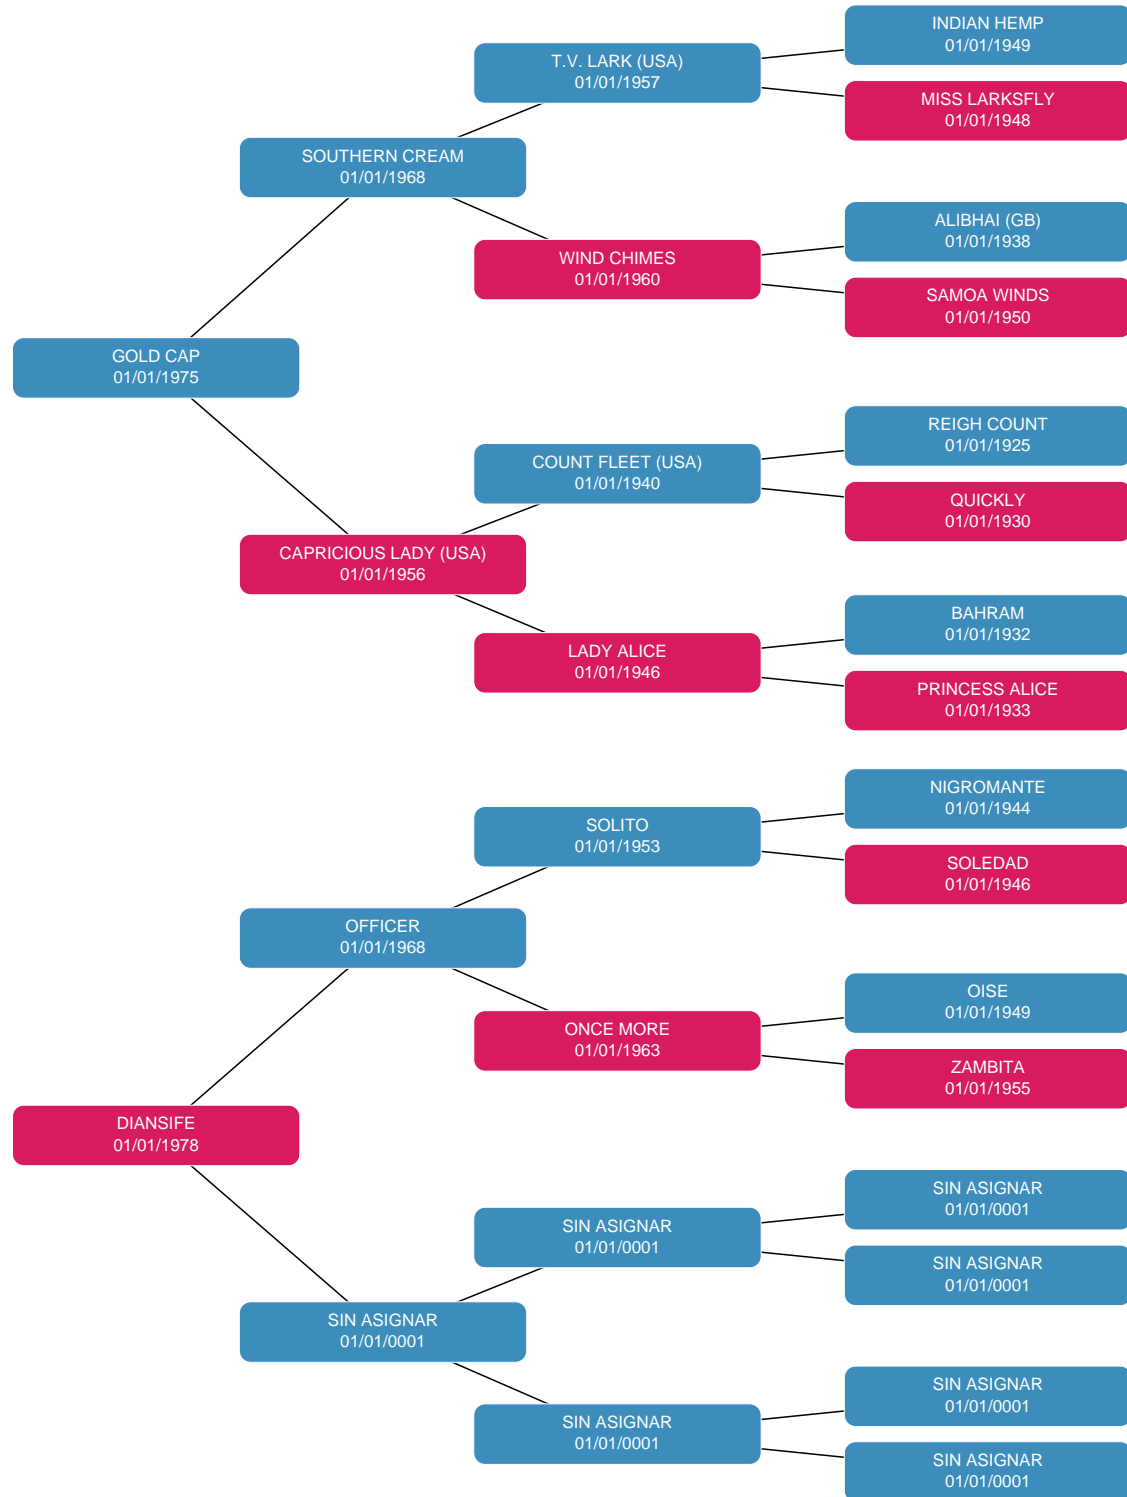 INDIAN HEMP
01/01/1949
T.V. LARK (USA)
01/01/1957
MISS LARKSFLY
01/01/1948
SOUTHERN CREAM
01/01/1968
ALIBHAI (GB)
01/01/1938
WIND CHIMES
01/01/1960
SAMOA WINDS
01/01/1950
GOLD CAP
01/01/1975
REIGH COUNT
01/01/1925
COUNT FLEET (USA)
01/01/1940
QUICKLY
01/01/1930
CAPRICIOUS LADY (USA)
01/01/1956
BAHRAM
01/01/1932
LADY ALICE
01/01/1946
PRINCESS ALICE
01/01/1933
NIGROMANTE
01/01/1944
SOLITO
01/01/1953
SOLEDAD
01/01/1946
OFFICER
01/01/1968
OISE
01/01/1949
ONCE MORE
01/01/1963
ZAMBITA
01/01/1955
DIANSIFE
01/01/1978
SIN ASIGNAR
01/01/0001
SIN ASIGNAR
01/01/0001
SIN ASIGNAR
01/01/0001
SIN ASIGNAR
01/01/0001
SIN ASIGNAR
01/01/0001
SIN ASIGNAR
01/01/0001
SIN ASIGNAR
01/01/0001